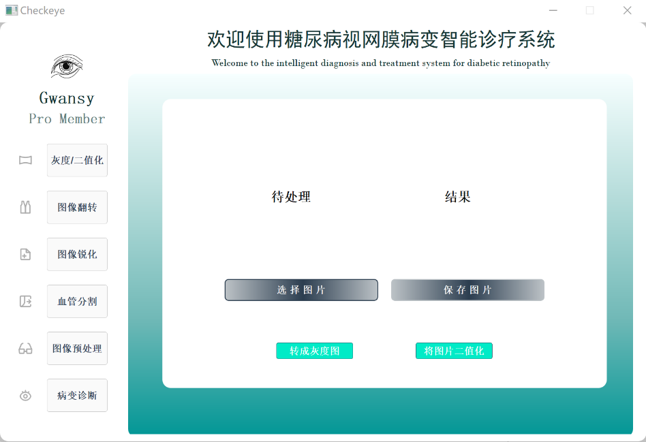 Checkeye
欢迎使用糖尿病视网膜病变智能诊疗系统
Welcome to the intelligent diagnosis and treatment system for diabetic retinopathy
Gwansy
Pro Member
灰度/二值化
图像翻转
图像锐化
血管分割
图像预处理
病变诊断
待处理
结果
选择图片
保存图片
转成灰度图
将图片二值化